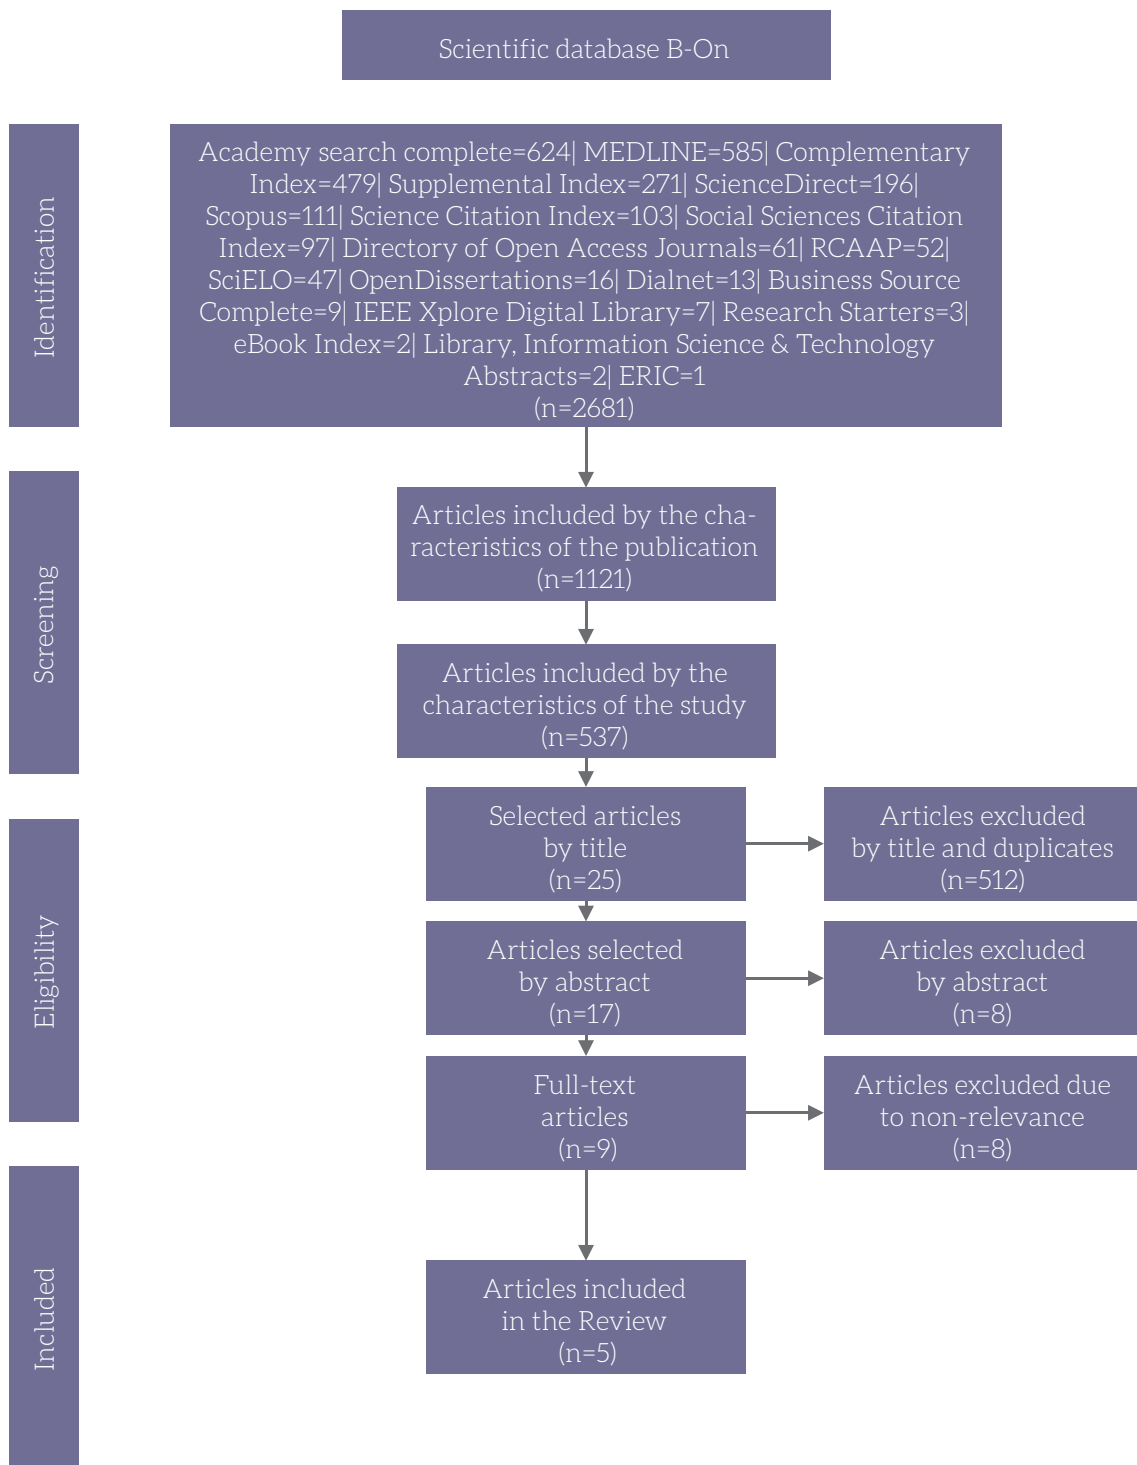 Scientific database B-On
Identification
Academy search complete=624| MEDLINE=585| Complementary
Index=479| Supplemental Index=271| ScienceDirect=196|
Scopus=111| Science Citation Index=103| Social Sciences Citation
Index=97| Directory of Open Access Journals=61| RCAAP=52|
SciELO=47| OpenDissertations=16| Dialnet=13| Business Source
Complete=9| IEEE Xplore Digital Library=7| Research Starters=3|
eBook Index=2| Library, Information Science & Technology
Abstracts=2| ERIC=1
(n=2681)
Screening
Articles included by the cha-
racteristics of the publication
(n=1121)
Articles included by the
characteristics of the study
(n=537)
Eligibility
Selected articles
by title
(n=25)
Articles excluded
by title and duplicates
(n=512)
Articles selected
by abstract
(n=17)
Articles excluded
by abstract
(n=8)
Full-text
articles
(n=9)
Articles excluded due
to non-relevance
(n=8)
Included
Articles included
in the Review
(n=5)